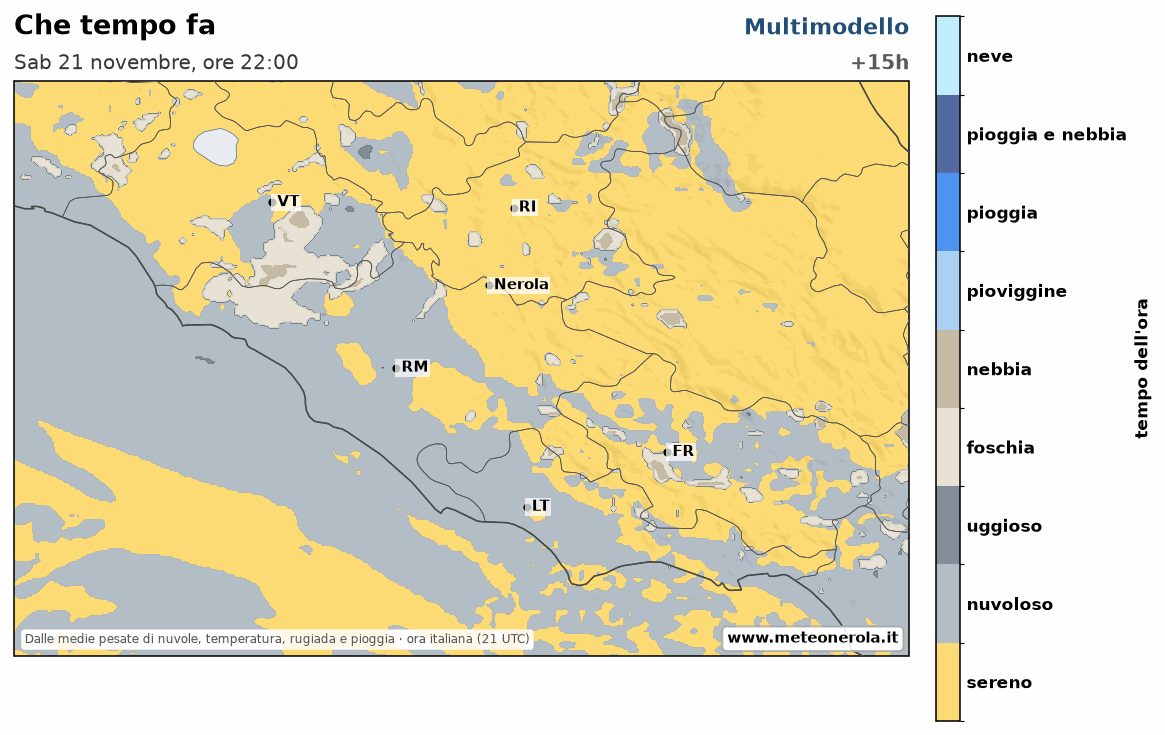 Che tempo fa
Multimodello
Sab 21 novembre, ore 22:00
+15h
neve
pioggia e nebbia
pioggia
pioviggine
nebbia
foschia
uggioso
nuvoloso
sereno
tempo dell'ora
VT
RI
Nerola
RM
FR
LT
Dalle medie pesate di nuvole, temperatura, rugiada e pioggia · ora italiana (21 UTC)
www.meteonerola.it